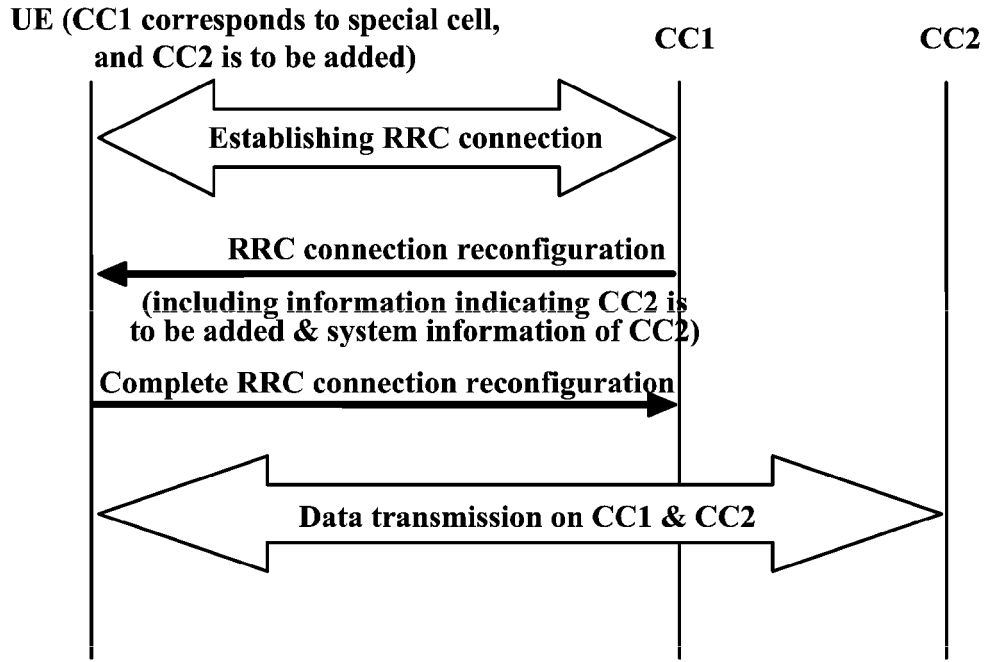 UE (CC1 corresponds to special cell,
and CC2 is to be added)
CC1
CC2
Establishing RRC connection
RRC connection reconfiguration
(including information indicating CC2 is
to be added & system information of CC2)
Complete RRC connection reconfiguration
Data transmission on CC1 & CC2